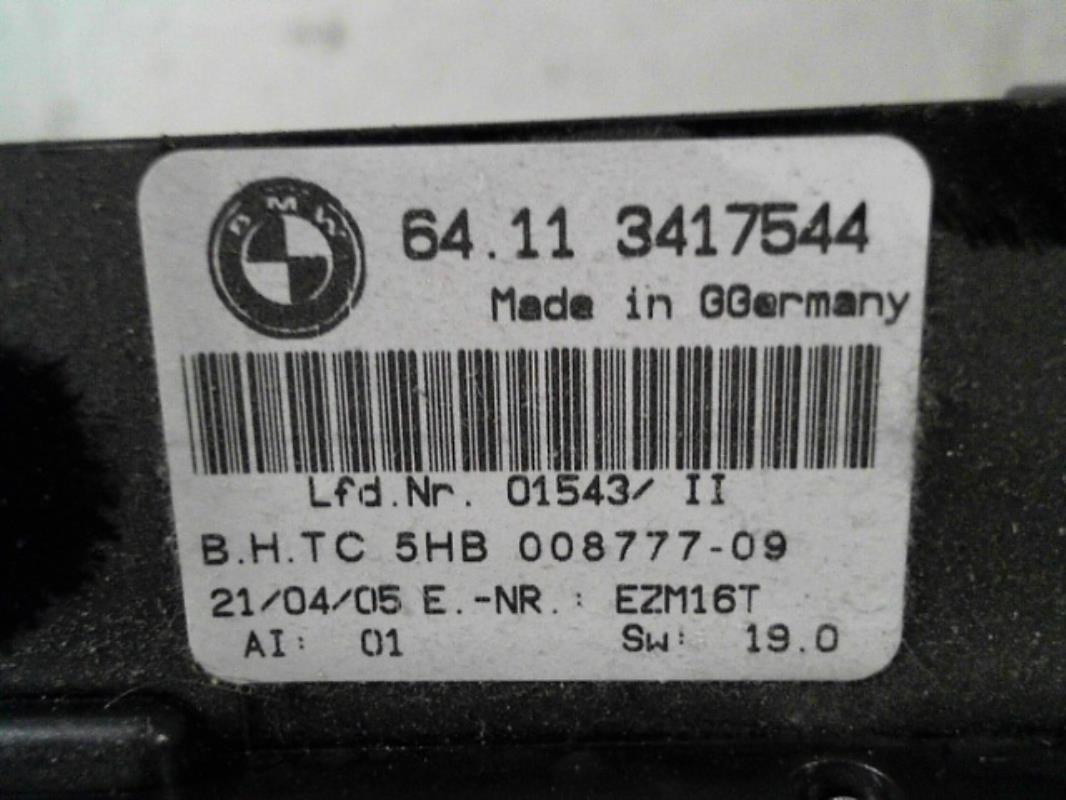 BMW
64.11 3417544
Made in GGermany
Lfd.Nr. 01543/ II
B.H.TC 5HB 008777-09
21/04/05 E.-NR.: EZM16T
AI: 01 Sw: 19.0